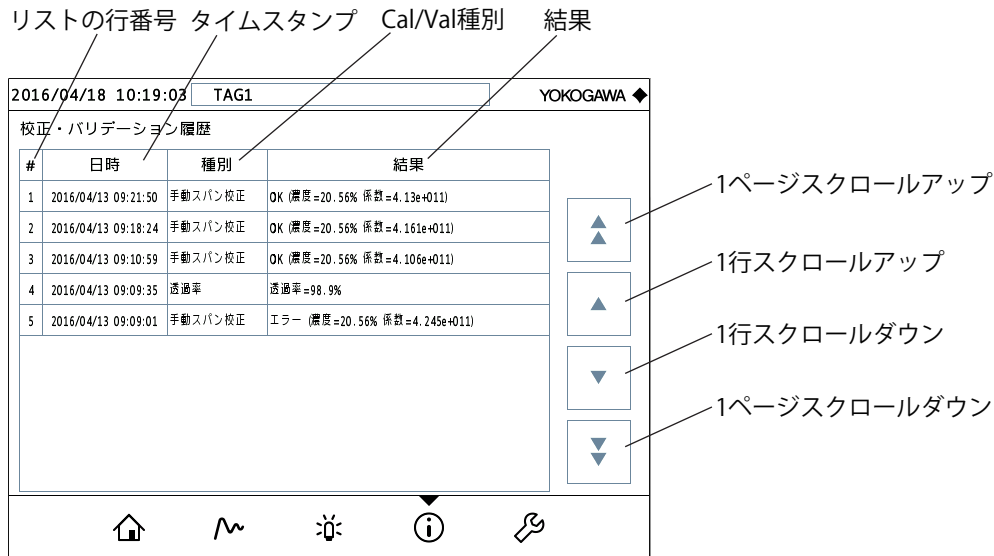 リストの行番号 タイムスタンプ Cal/Val種別 結果
2016/04/18 10:19:03 TAG1 YOKOGAWA
校正・バリデーション履歴
# 日時 種別 結果
1 2016/04/13 09:21:50 手動スパン校正 OK (濃度=20.56% 係数=4.13e+011)
2 2016/04/13 09:18:24 手動スパン校正 OK (濃度=20.56% 係数=4.161e+011)
3 2016/04/13 09:10:59 手動スパン校正 OK (濃度=20.56% 係数=4.106e+011)
4 2016/04/13 09:09:35 透過率 透過率=98.9%
5 2016/04/13 09:09:01 手動スパン校正 エラー (濃度=20.56% 係数=4.245e+011)
1ページスクロールアップ
1行スクロールアップ
1行スクロールダウン
1ページスクロールダウン